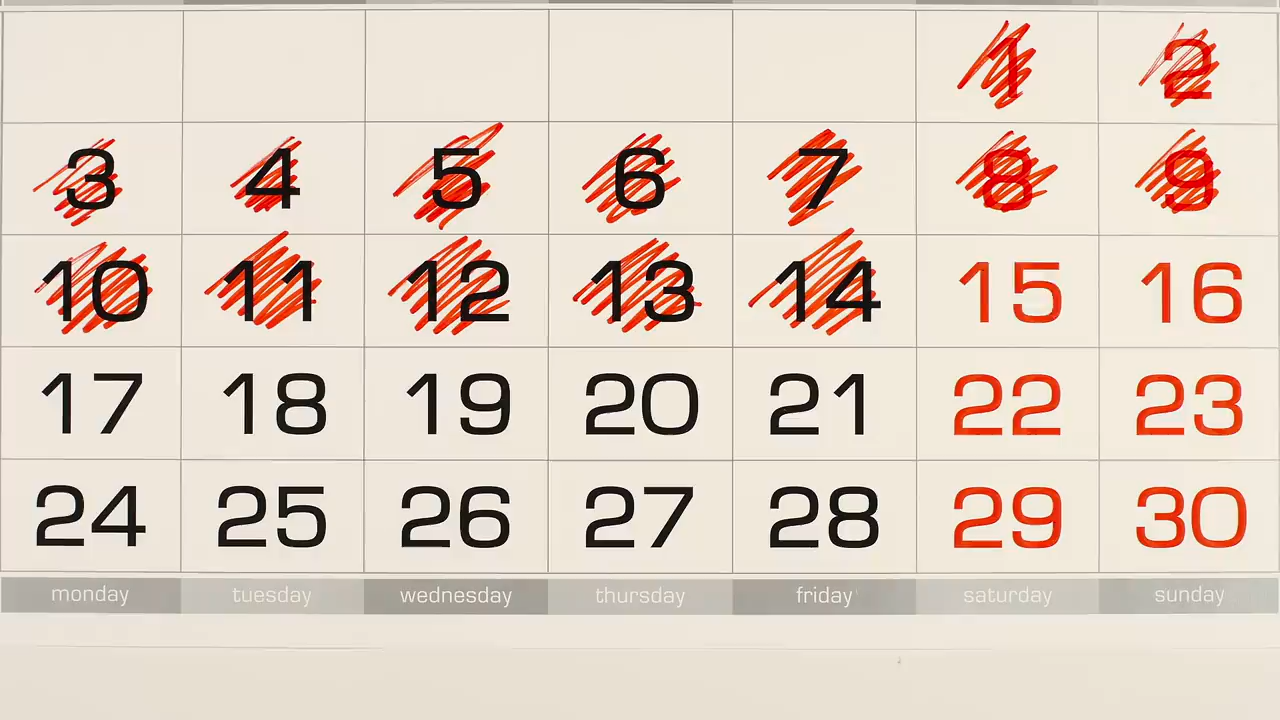 1 2
3 4 5 6 7 8 9
10 11 12 13 14 15 16
17 18 19 20 21 22 23
24 25 26 27 28 29 30
monday tuesday wednesday thursday friday saturday sunday